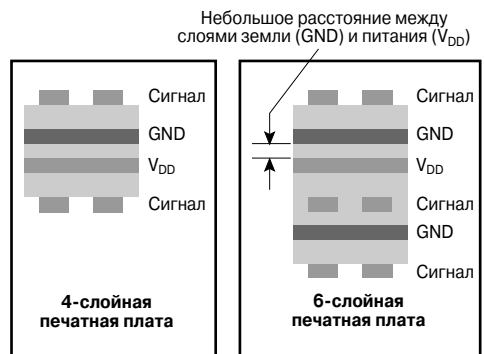 Небольшое расстояние между
слоями земли (GND) и питания (VDD)
Сигнал
GND
VDD
Сигнал
4-слойная
печатная плата
Сигнал
GND
VDD
Сигнал
GND
Сигнал
6-слойная
печатная плата